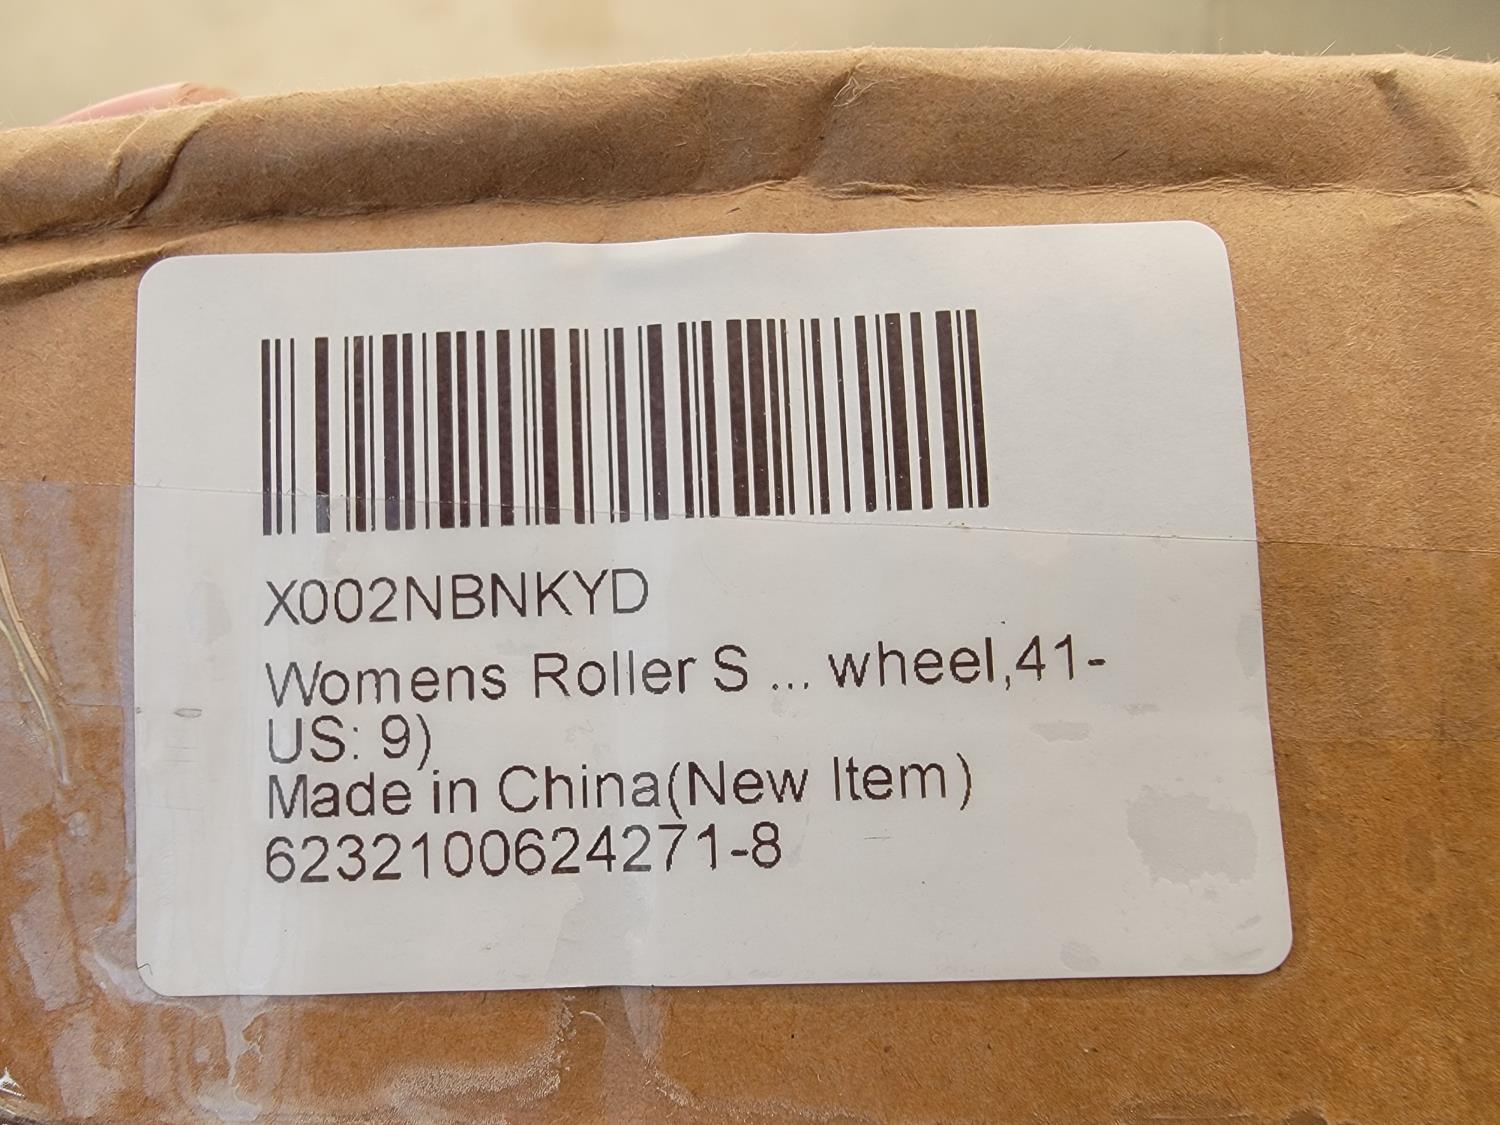 X002NBNKYD
Womens Roller S ... wheel,41-
US: 9)
Made in China(New Item)
6232100624271-8